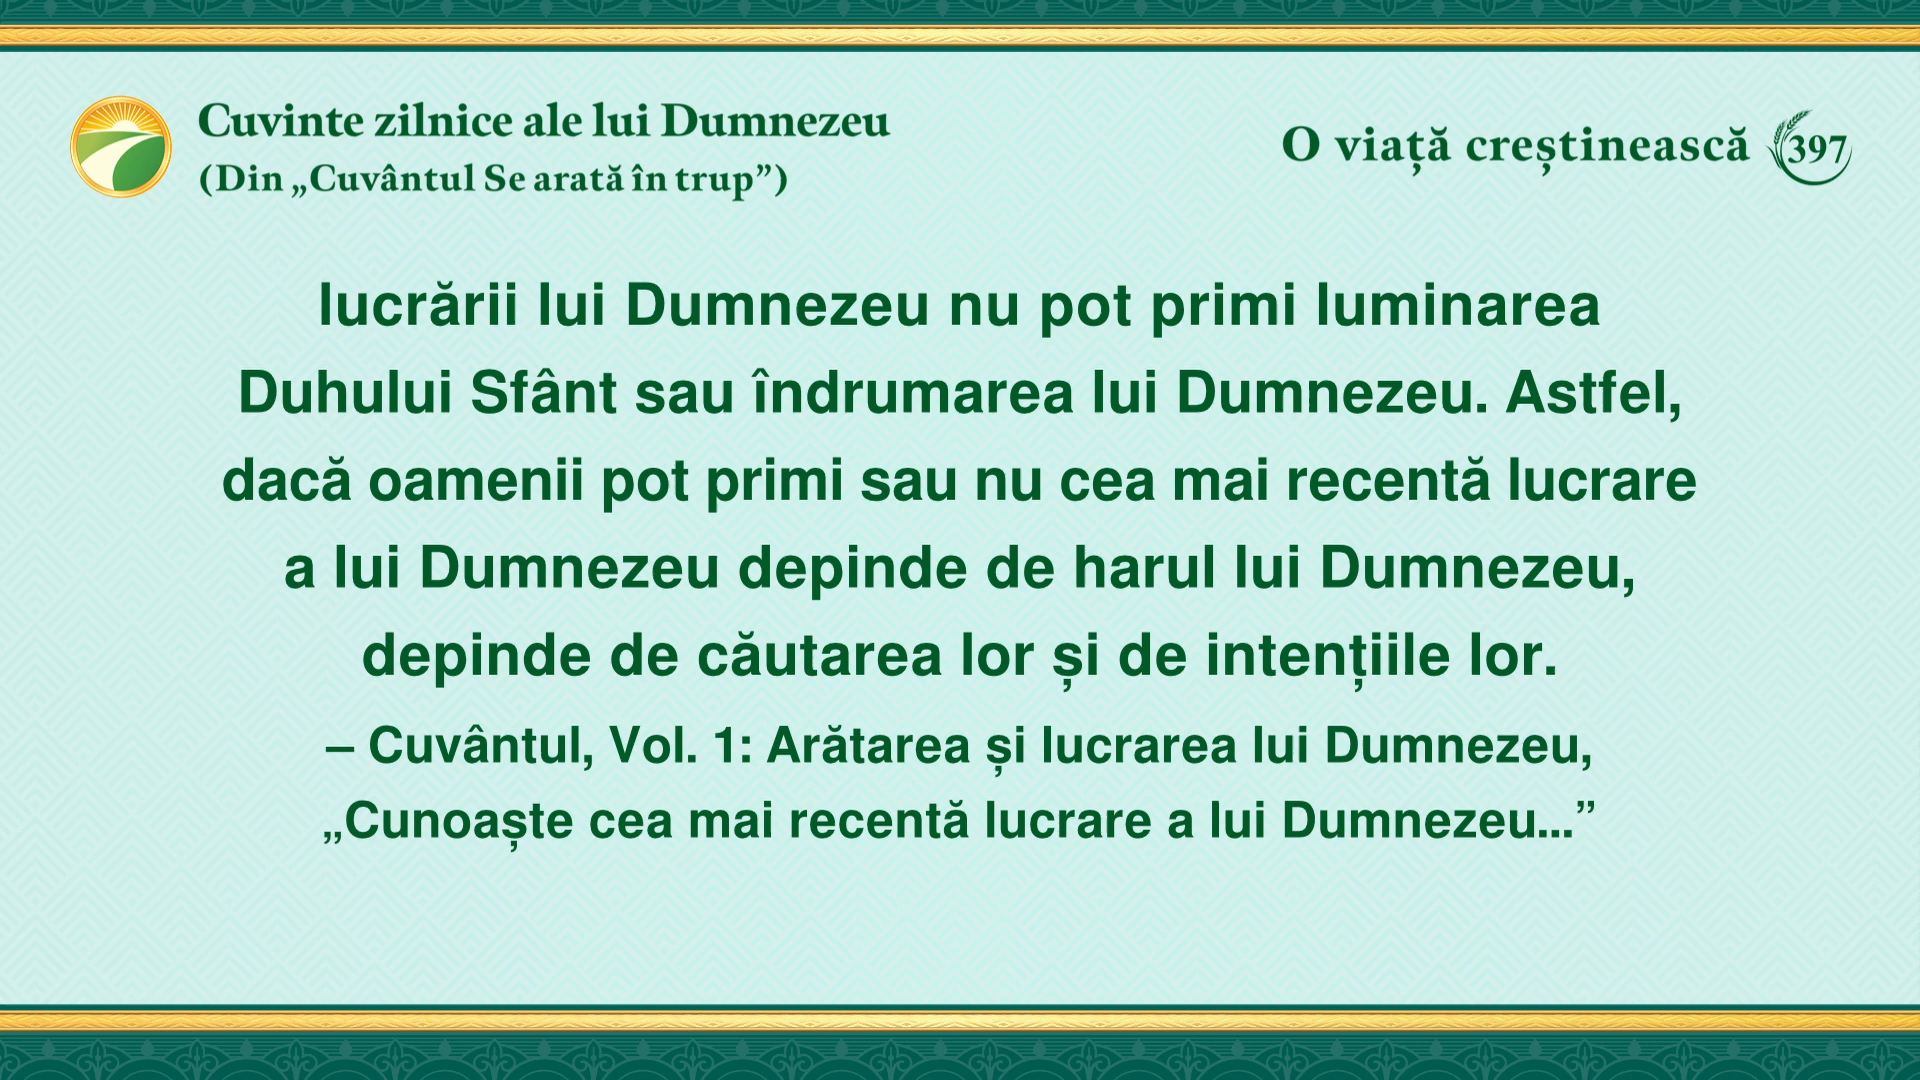 Cuvinte zilnice ale lui Dumnezeu
(Din „Cuvântul Se arată în trup”)
O viață creștinească 397
lucrării lui Dumnezeu nu pot primi luminarea
Duhului Sfânt sau îndrumarea lui Dumnezeu. Astfel,
dacă oamenii pot primi sau nu cea mai recentă lucrare
a lui Dumnezeu depinde de harul lui Dumnezeu,
depinde de căutarea lor și de intențiile lor.
– Cuvântul, Vol. 1: Arătarea și lucrarea lui Dumnezeu,
„Cunoaște cea mai recentă lucrare a lui Dumnezeu...”